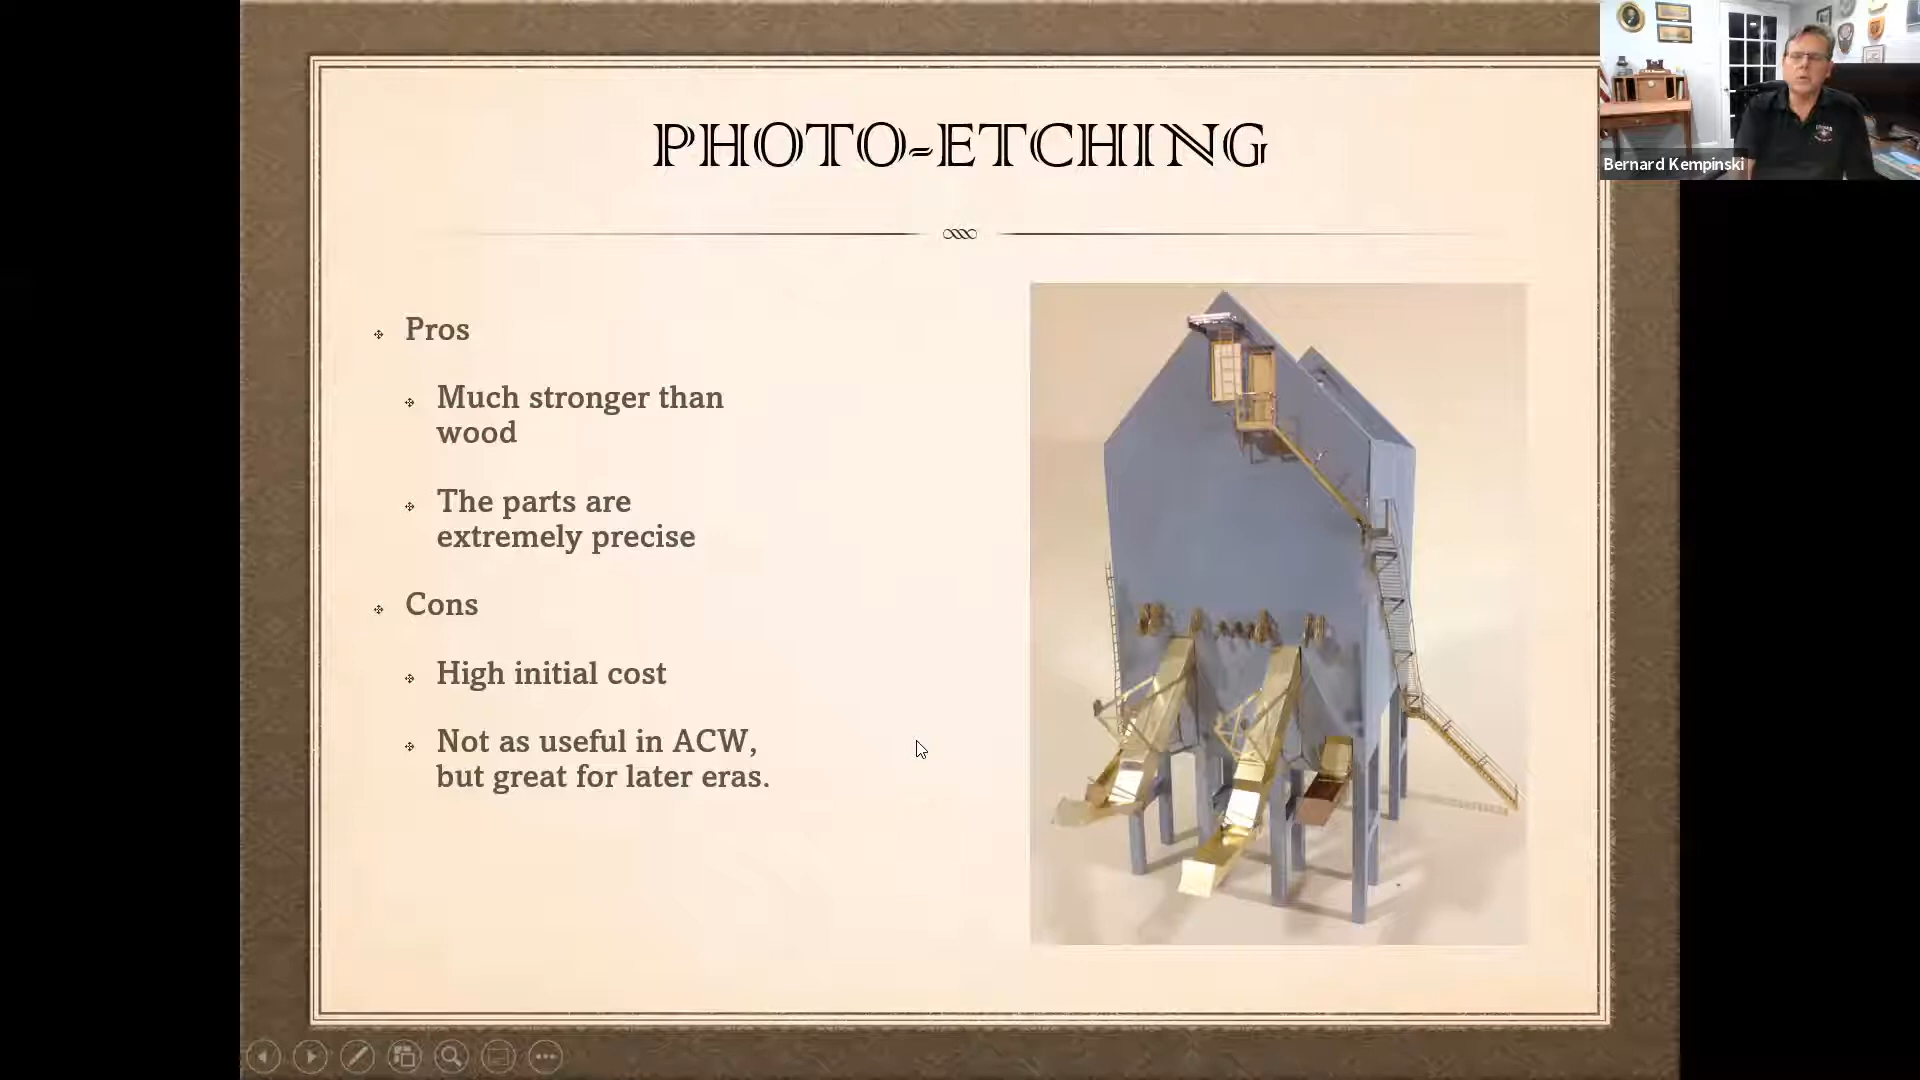 PHOTO-ETCHING
Bernard Kempinski
Pros
Much stronger than
wood
The parts are
extremely precise
Cons
High initial cost
Not as useful in ACW,
but great for later eras.